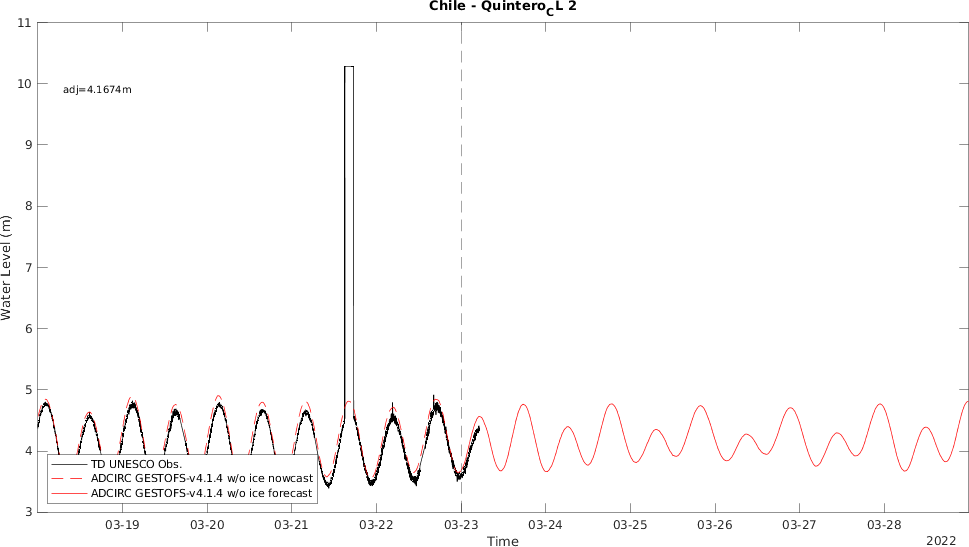 Chile - Quintero_CL 2
11
10
9
8
7
6
5
4
3
Water Level (m)
adj=4.1674m
TD UNESCO Obs.
ADCIRC GESTOFS-v4.1.4 w/o ice nowcast
ADCIRC GESTOFS-v4.1.4 w/o ice forecast
03-19 03-20 03-21 03-22 03-23 03-24 03-25 03-26 03-27 03-28
Time
2022